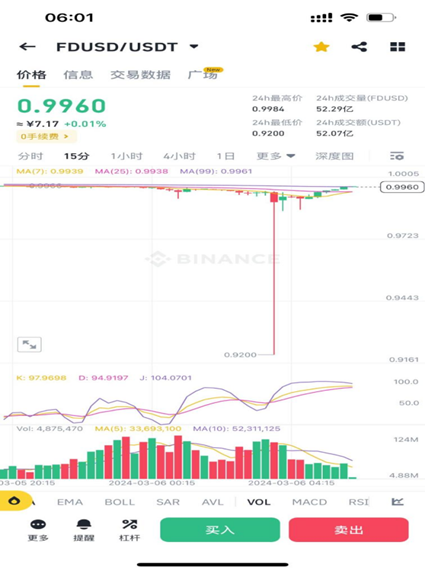 06:01
FDUSD/USDT
价格 信息 交易数据 广场 New
0.9960
≈ ¥7.17 +0.01%
0手续费 >
24h最高价 24h成交量(FDUSD)
0.9984 52.29亿
24h最低价 24h成交额(USDT)
0.9200 52.07亿
分时 15分 1小时 4小时 1日 更多 深度图
MA(7): 0.9939 MA(25): 0.9938 MA(99): 0.9961
1.0005
0.9960
0.9723
BINANCE
0.9443
0.9200
0.9161
K: 97.9698 D: 94.9197 J: 104.0701
100.0
50.0
Vol: 4,875,470 MA(5): 33,693,100 MA(10): 52,311,125
124M
4.88M
03-05 20:15 2024-03-06 00:15 2024-03-06 04:15
A EMA BOLL SAR AVL VOL MACD RSI
更多 提醒 杠杆 买入 卖出